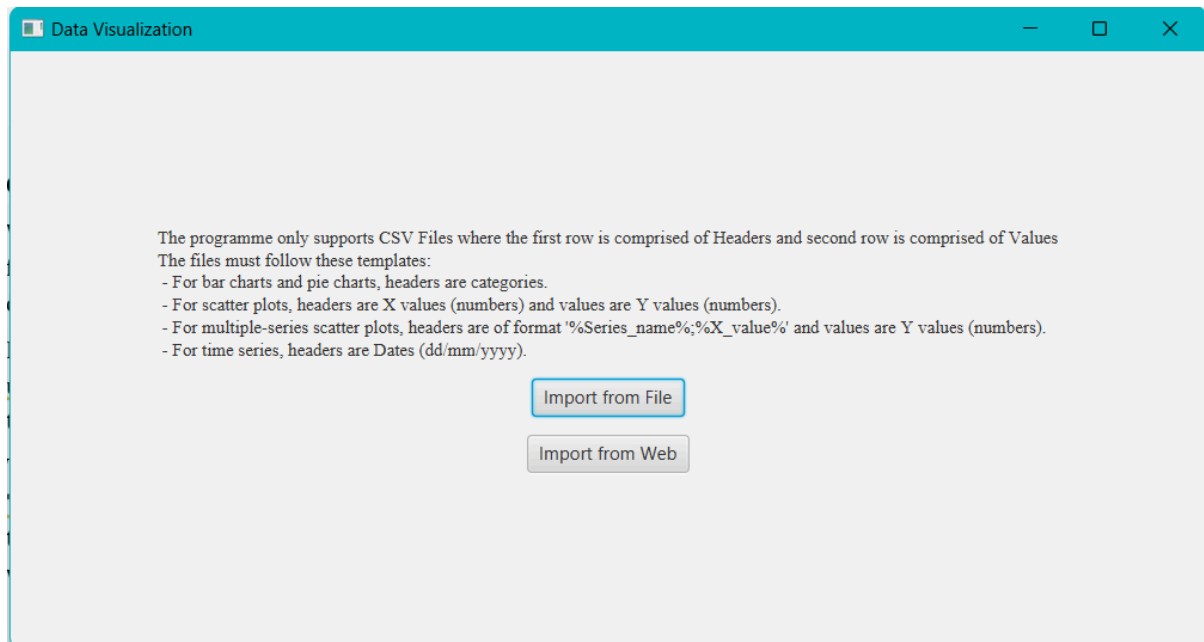 Data Visualization
The programme only supports CSV Files where the first row is comprised of Headers and second row is comprised of Values
The files must follow these templates:
- For bar charts and pie charts, headers are categories.
- For scatter plots, headers are X values (numbers) and values are Y values (numbers).
- For multiple-series scatter plots, headers are of format '%Series_name%;%X_value%' and values are Y values (numbers).
- For time series, headers are Dates (dd/mm/yyyy).
Import from File
Import from Web